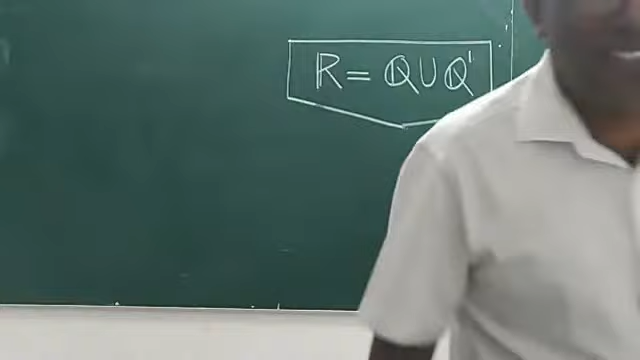 ℝ = ℚ ∪ ℚ'